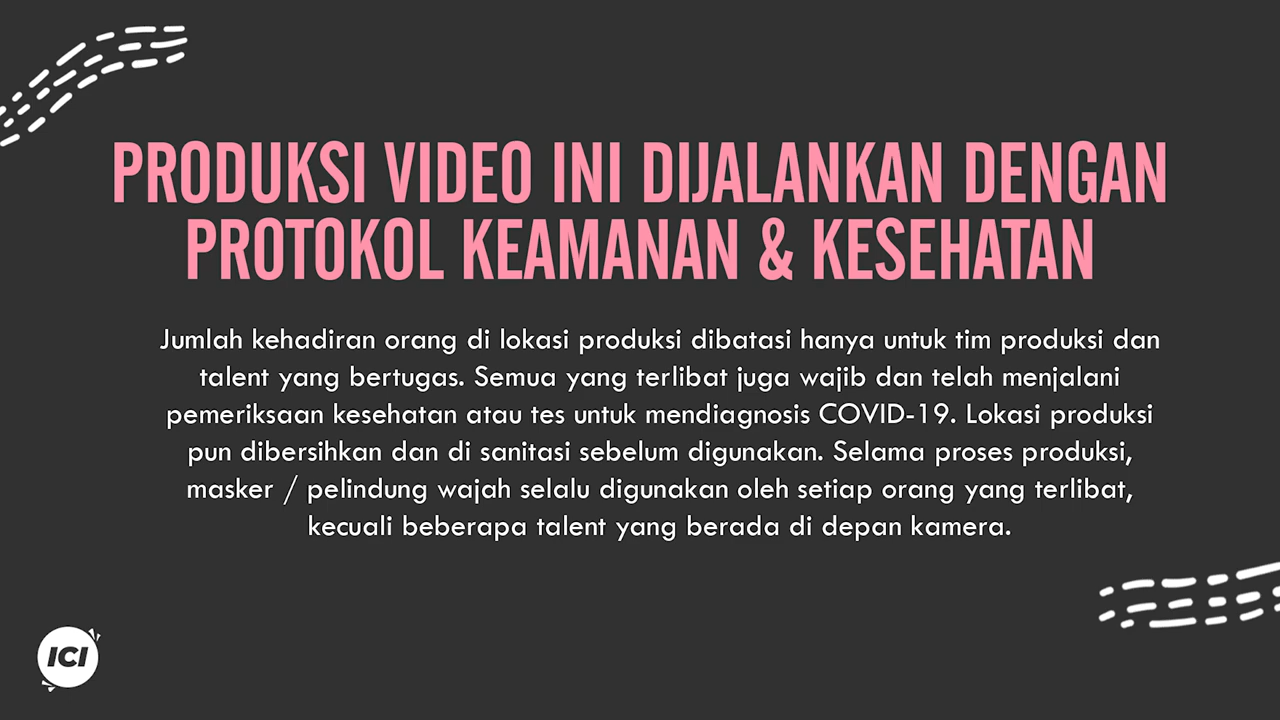 PRODUKSI VIDEO INI DIJALANKAN DENGAN
PROTOKOL KEAMANAN & KESEHATAN
Jumlah kehadiran orang di lokasi produksi dibatasi hanya untuk tim produksi dan
talent yang bertugas. Semua yang terlibat juga wajib dan telah menjalani
pemeriksaan kesehatan atau tes untuk mendiagnosis COVID-19. Lokasi produksi
pun dibersihkan dan di sanitasi sebelum digunakan. Selama proses produksi,
masker / pelindung wajah selalu digunakan oleh setiap orang yang terlibat,
kecuali beberapa talent yang berada di depan kamera.
ICI